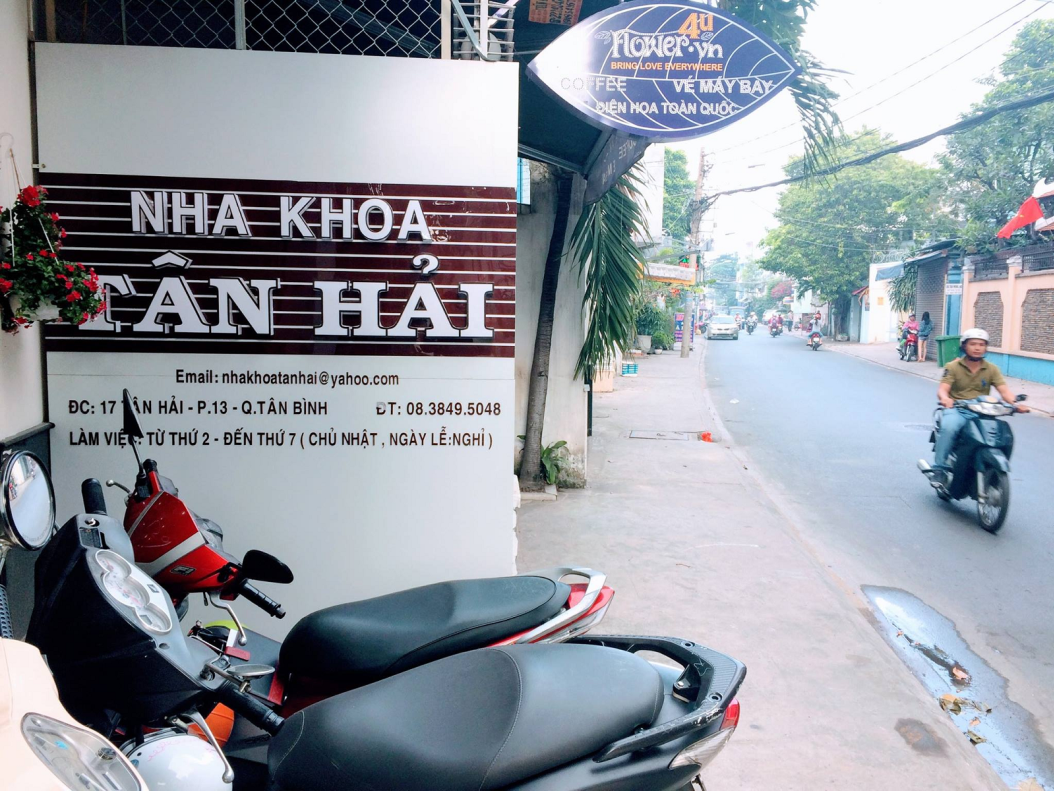 NHA KHOA
TÂN HẢI
Email: nhakhoatanhai@yahoo.com
ĐC: 17 TÂN HẢI - P.13 - Q.TÂN BÌNH
ĐT: 08.3849.5048
LÀM VIỆC: TỪ THỨ 2 - ĐẾN THỨ 7 ( CHỦ NHẬT , NGÀY LỄ:NGHỈ )
4u
flower.vn
BRING LOVE EVERYWHERE
COFFEE VÉ MÁY BAY
ĐIỆN HOA TOÀN QUỐC